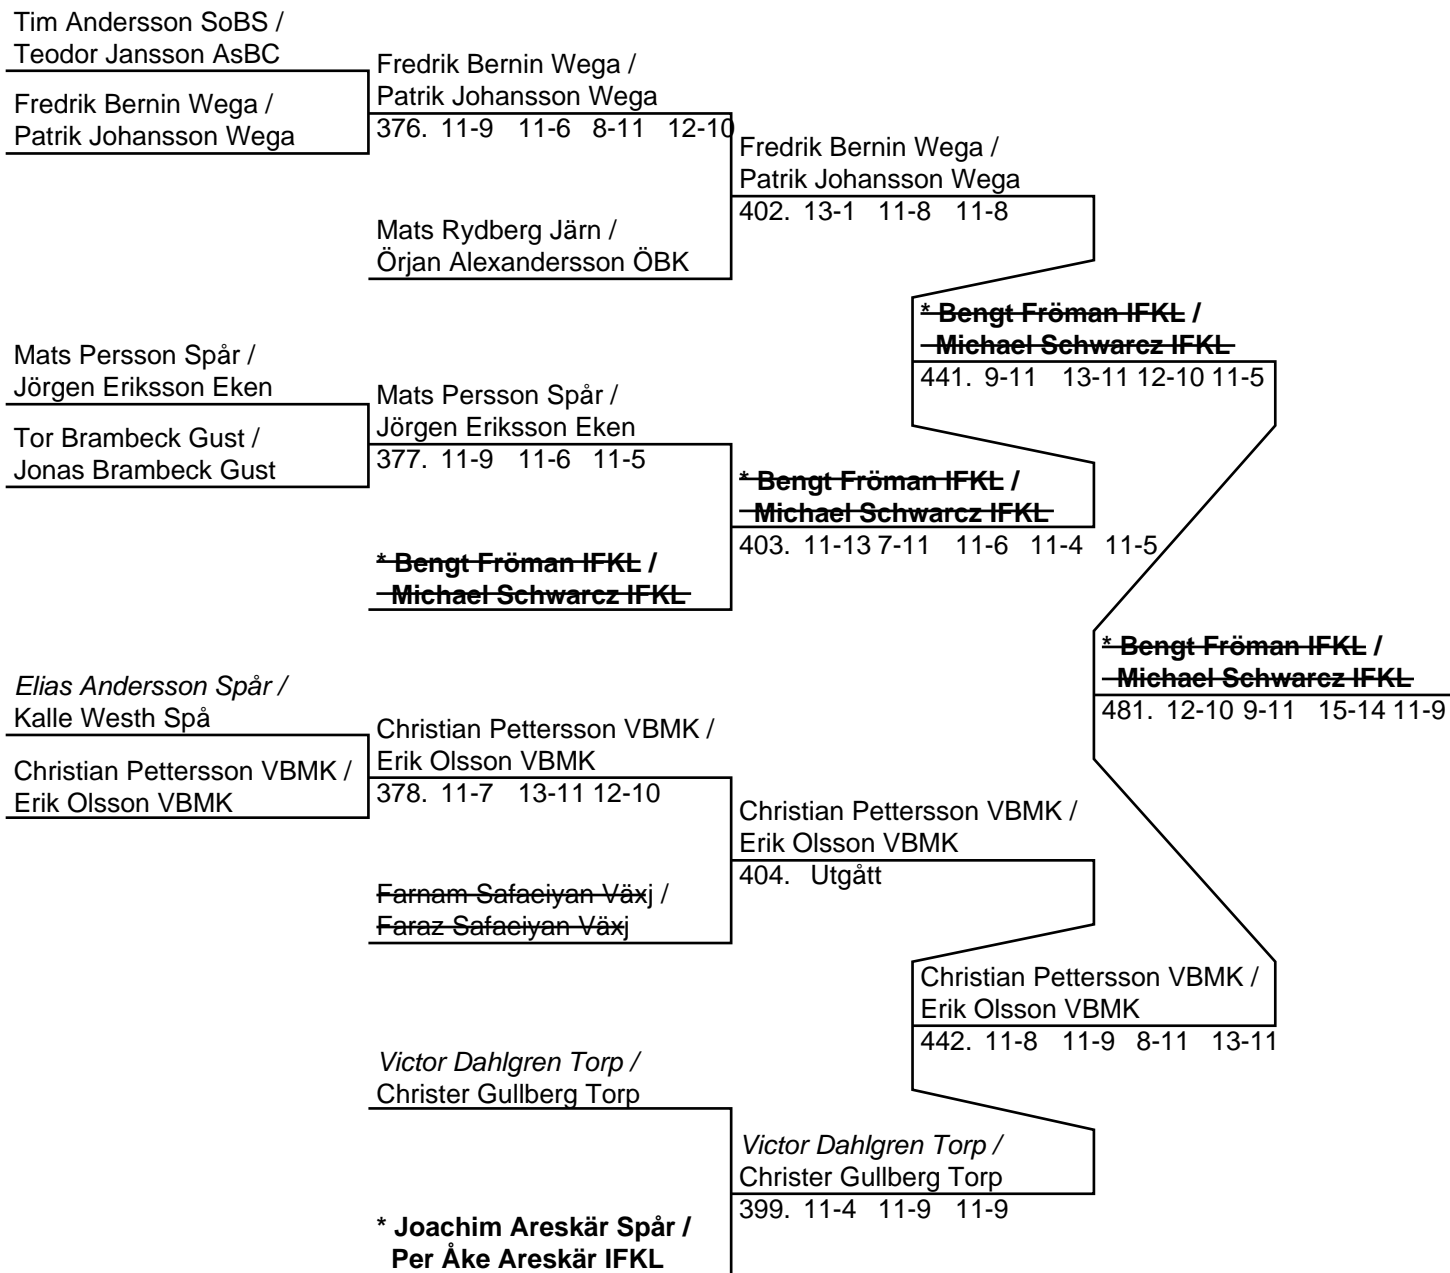 Tim Andersson SoBS /
Teodor Jansson AsBC
Fredrik Bernin Wega /
Patrik Johansson Wega
Fredrik Bernin Wega /
Patrik Johansson Wega
376. 11-9 11-6 8-11 12-10
Fredrik Bernin Wega /
Patrik Johansson Wega
402. 13-1 11-8 11-8
Mats Rydberg Järn /
Örjan Alexandersson ÖBK
* Bengt Fröman IFKL /
Michael Schwarcz IFKL
441. 9-11 13-11 12-10 11-5
Mats Persson Spår /
Jörgen Eriksson Eken
Mats Persson Spår /
Jörgen Eriksson Eken
377. 11-9 11-6 11-5
Tor Brambeck Gust /
Jonas Brambeck Gust
* Bengt Fröman IFKL /
Michael Schwarcz IFKL
403. 11-13 7-11 11-6 11-4 11-5
* Bengt Fröman IFKL /
Michael Schwarcz IFKL
* Bengt Fröman IFKL /
Michael Schwarcz IFKL
481. 12-10 9-11 15-14 11-9
Elias Andersson Spår /
Kalle Westh Spå
Christian Pettersson VBMK /
Erik Olsson VBMK
378. 11-7 13-11 12-10
Christian Pettersson VBMK /
Erik Olsson VBMK
Christian Pettersson VBMK /
Erik Olsson VBMK
404. Utgått
Farnam Safaeiyan Växj /
Faraz Safaeiyan Växj
Christian Pettersson VBMK /
Erik Olsson VBMK
442. 11-8 11-9 8-11 13-11
Victor Dahlgren Torp /
Christer Gullberg Torp
Victor Dahlgren Torp /
Christer Gullberg Torp
399. 11-4 11-9 11-9
* Joachim Areskär Spår /
Per Åke Areskär IFKL